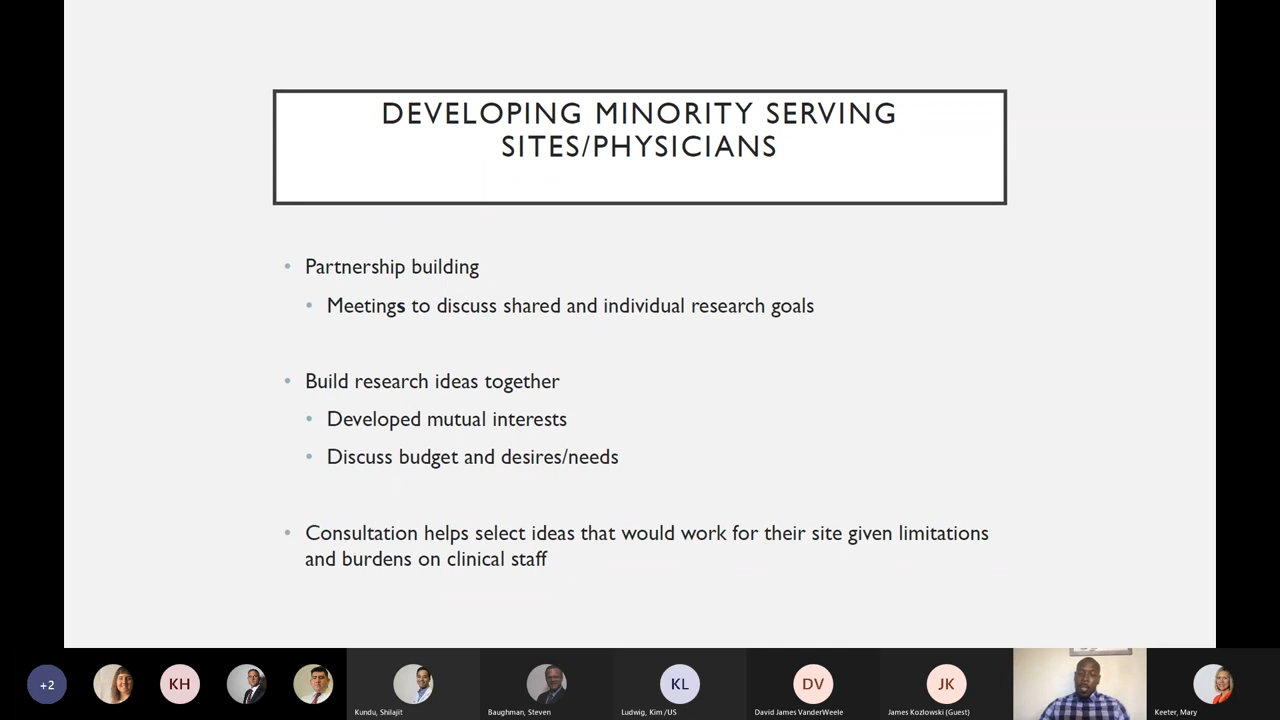 DEVELOPING MINORITY SERVING
SITES/PHYSICIANS
• Partnership building
• Meetings to discuss shared and individual research goals
• Build research ideas together
• Developed mutual interests
• Discuss budget and desires/needs
• Consultation helps select ideas that would work for their site given limitations
and burdens on clinical staff
+2
KH
Kundu, Shilajit
Baughman, Steven
KL
Ludwig, Kim /US
DV
David James VanderWeele
JK
James Kozlowski (Guest)
Keeter, Mary